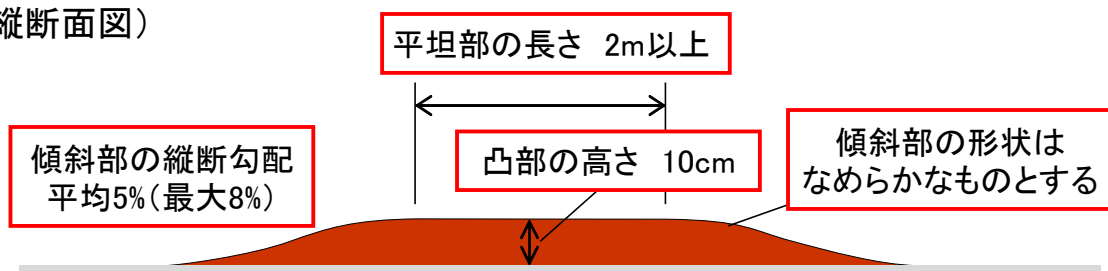 縦断面図）
平坦部の長さ 2m以上
傾斜部の縦断勾配
平均5%（最大8%）
凸部の高さ 10cm
傾斜部の形状は
なめらかなものとする